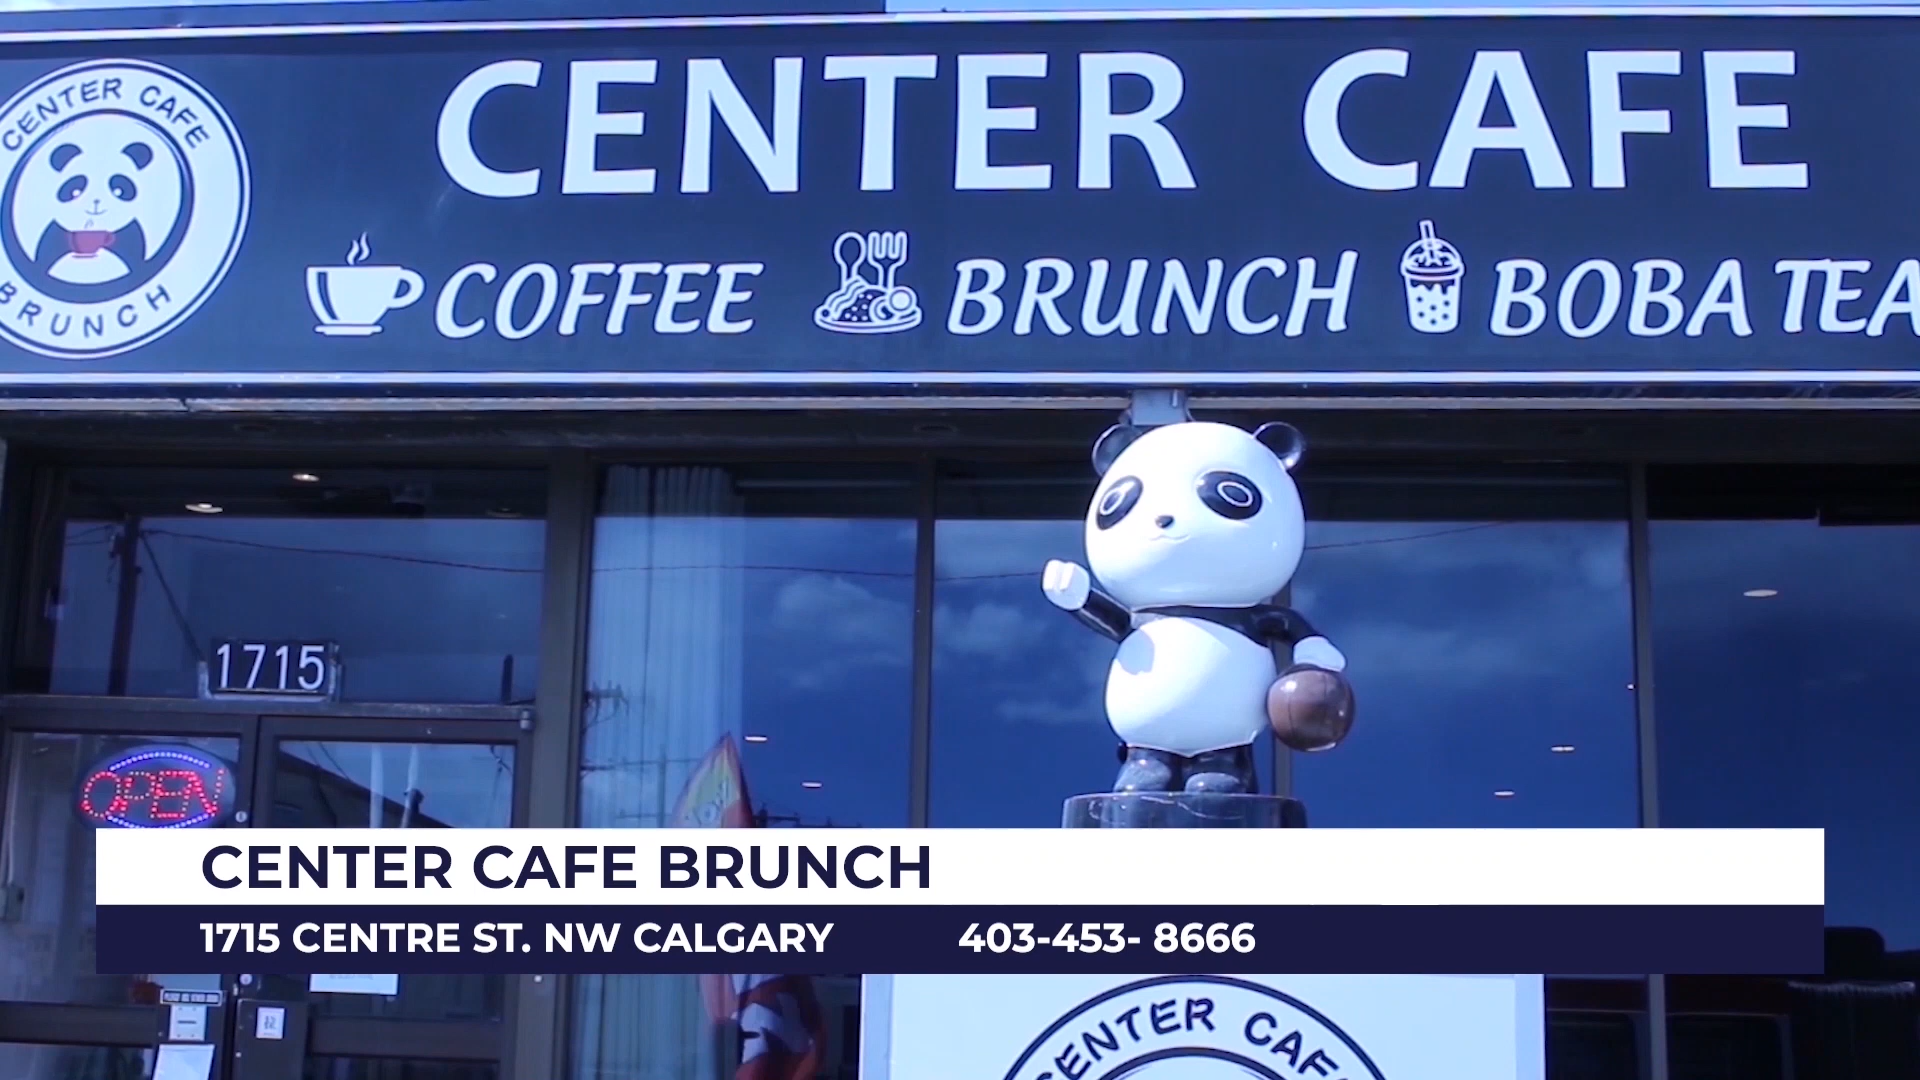 CENTER CAFE
CENTER CAFE
BRUNCH
COFFEE BRUNCH BOBA TEA
1715
OPEN
CENTER CAFE BRUNCH
1715 CENTRE ST. NW CALGARY 403-453- 8666
CENTER CAFE